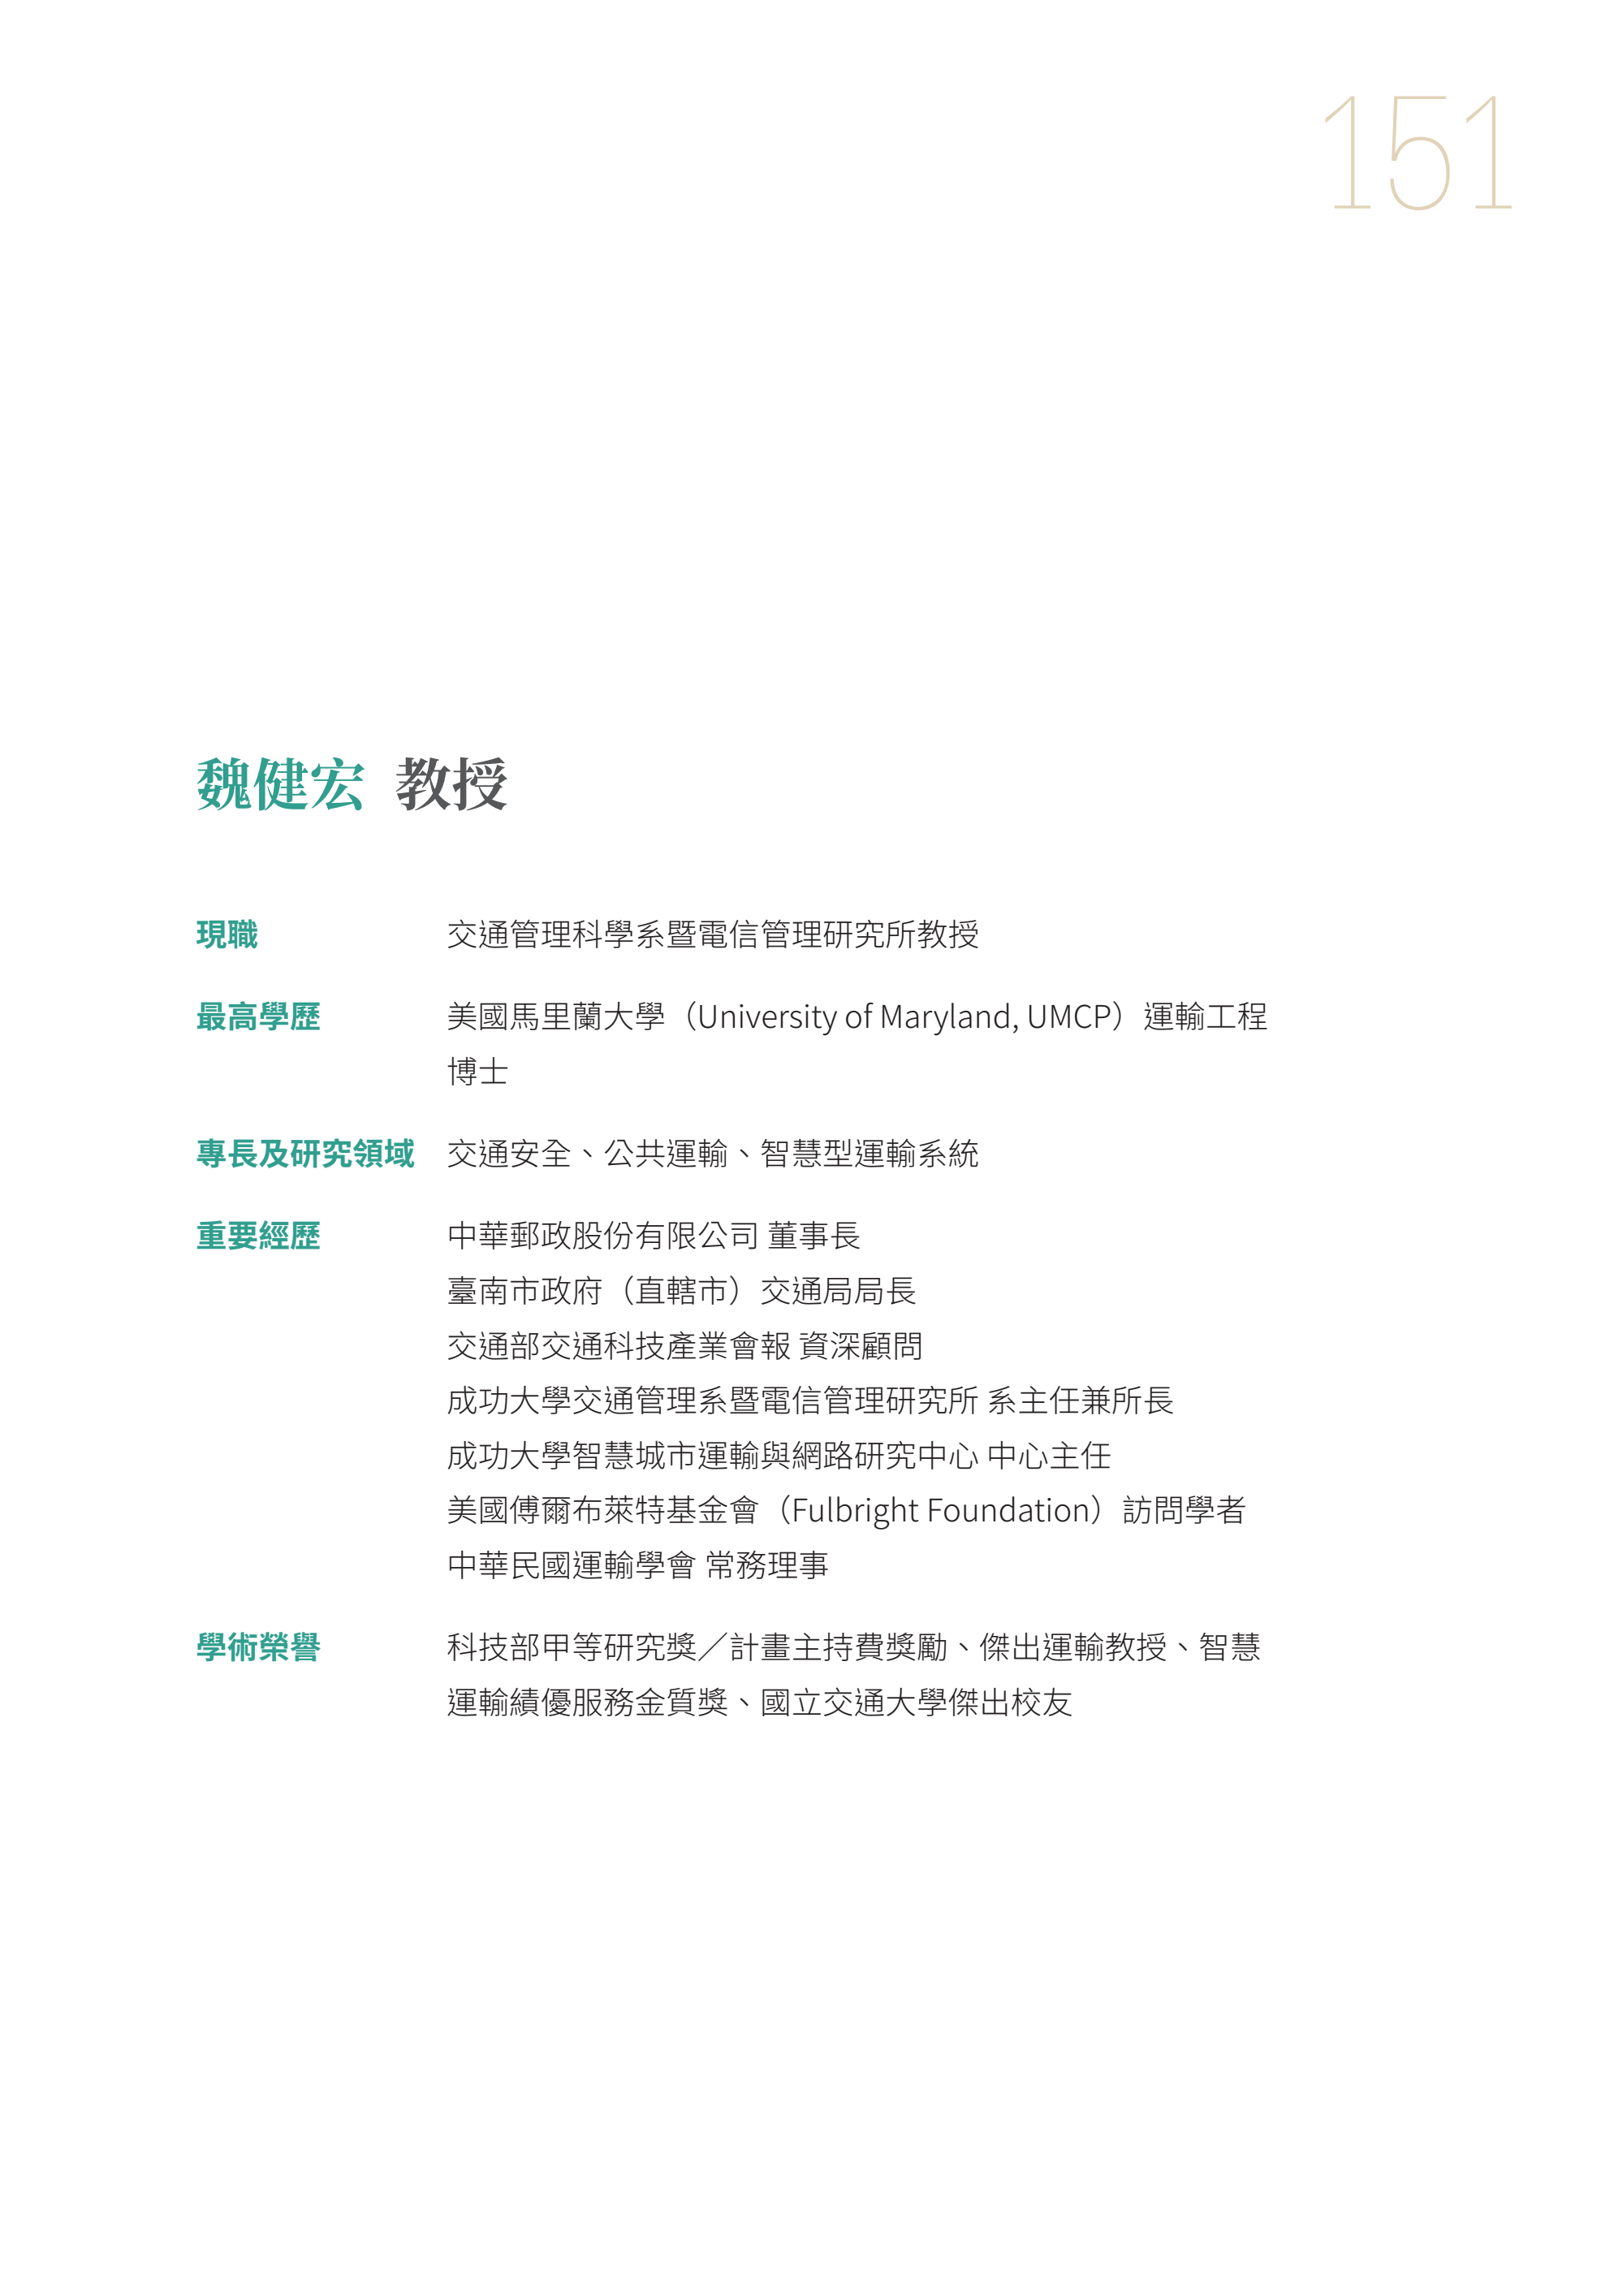 151
魏健宏 教授
現職 交通管理科學系暨電信管理研究所教授
最高學歷 美國馬里蘭大學（University of Maryland, UMCP）運輸工程
博士
專長及研究領域 交通安全、公共運輸、智慧型運輸系統
重要經歷 中華郵政股份有限公司 董事長
臺南市政府（直轄市）交通局局長
交通部交通科技產業會報 資深顧問
成功大學交通管理系暨電信管理研究所 系主任兼所長
成功大學智慧城市運輸與網路研究中心 中心主任
美國傅爾布萊特基金會（Fulbright Foundation）訪問學者
中華民國運輸學會 常務理事
學術榮譽 科技部甲等研究獎／計畫主持費獎勵、傑出運輸教授、智慧
運輸績優服務金質獎、國立交通大學傑出校友